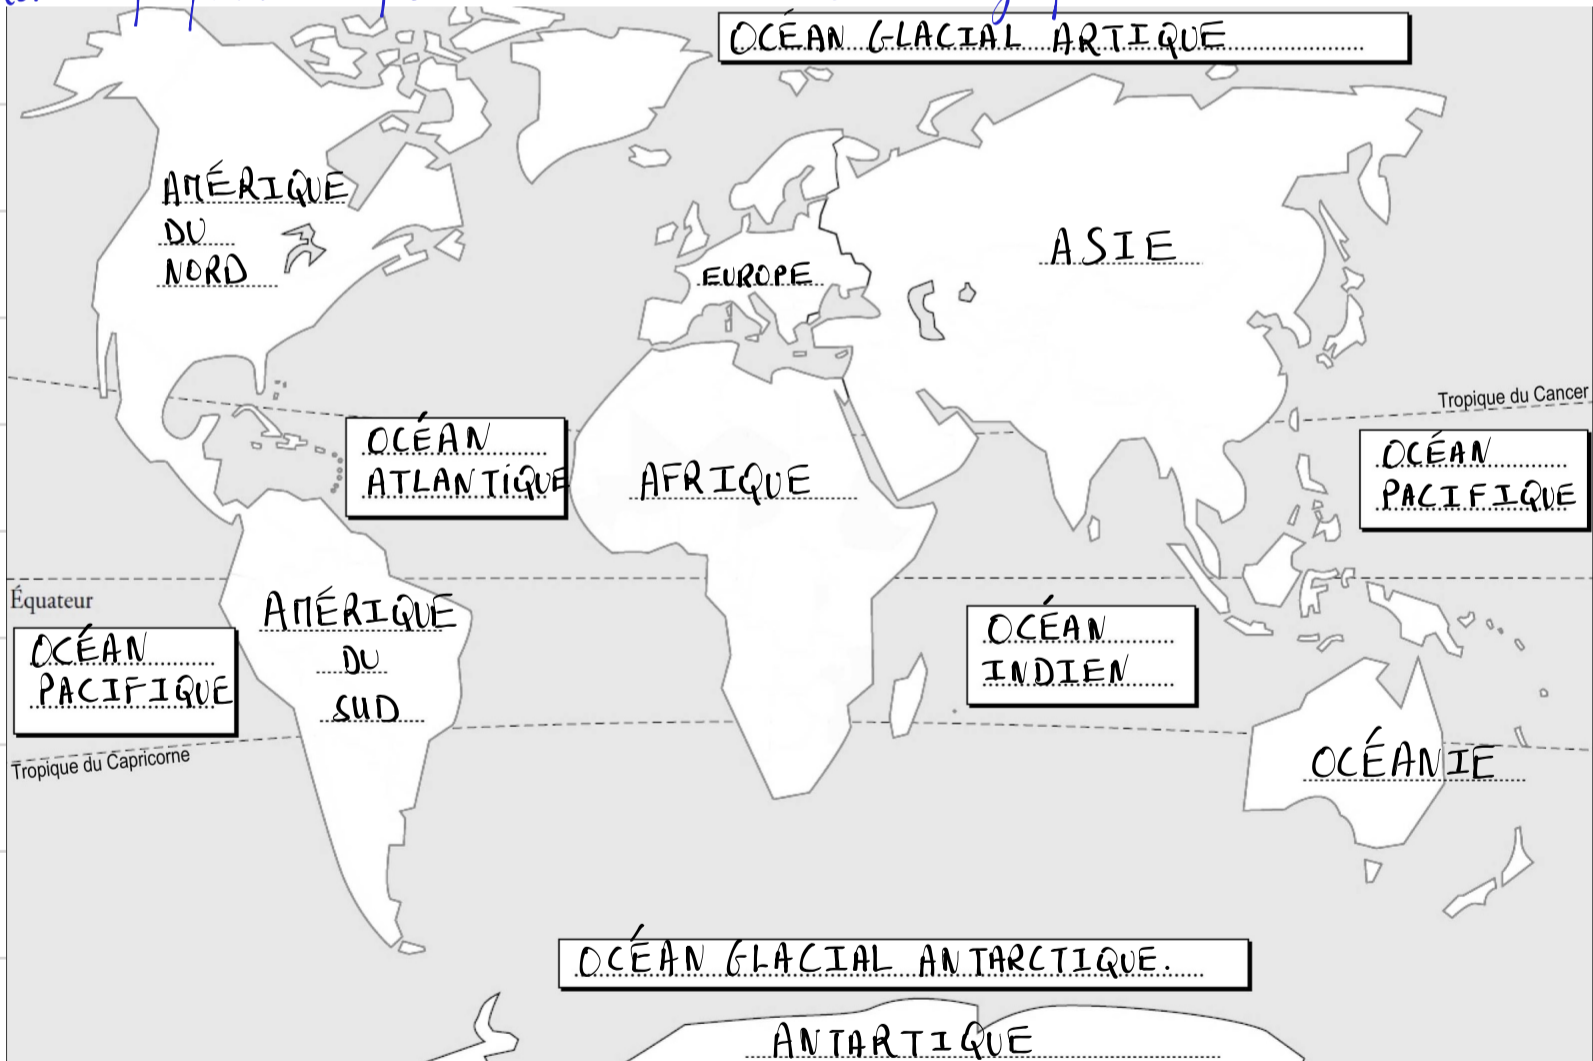 OCÉAN GLACIAL ARTIQUE
AMÉRIQUE
DU
NORD
ASIE
EUROPE
Tropique du Cancer
OCÉAN
ATLANTIQUE
AFRIQUE
OCÉAN
PACIFIQUE
Équateur
AMÉRIQUE
DU
SUD
OCÉAN
PACIFIQUE
OCÉAN
INDIEN
Tropique du Capricorne
OCÉANIE
OCÉAN GLACIAL ANTARCTIQUE.
ANTARTIQUE